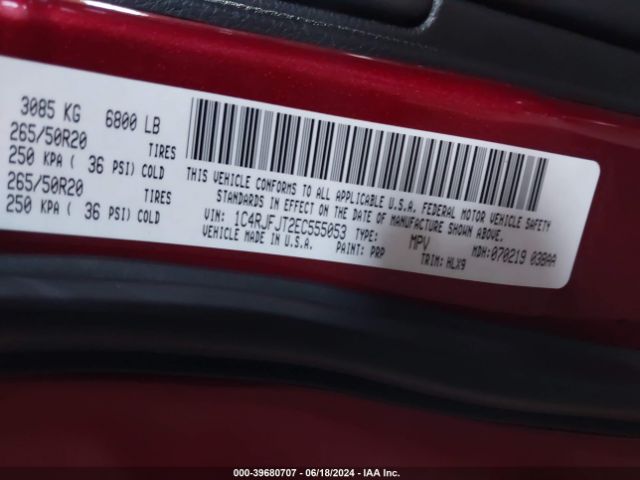 3085 KG 6800 LB
265/50R20 TIRES
250 KPA ( 36 PSI) COLD
265/50R20 TIRES
250 KPA ( 36 PSI) COLD
THIS VEHICLE CONFORMS TO ALL APPLICABLE U.S.A. FEDERAL MOTOR VEHICLE SAFETY
STANDARDS IN EFFECT ON THE DATE OF MANUFACTURE SHOWN ABOVE.
VIN: 1C4RJFJT2EC555053 TYPE: MPV MDH: 070219 038AA
MADE IN U.S.A. PAINT: PRP TRIM: HLX9
000-39680707 - 06/18/2024 - IAA Inc.